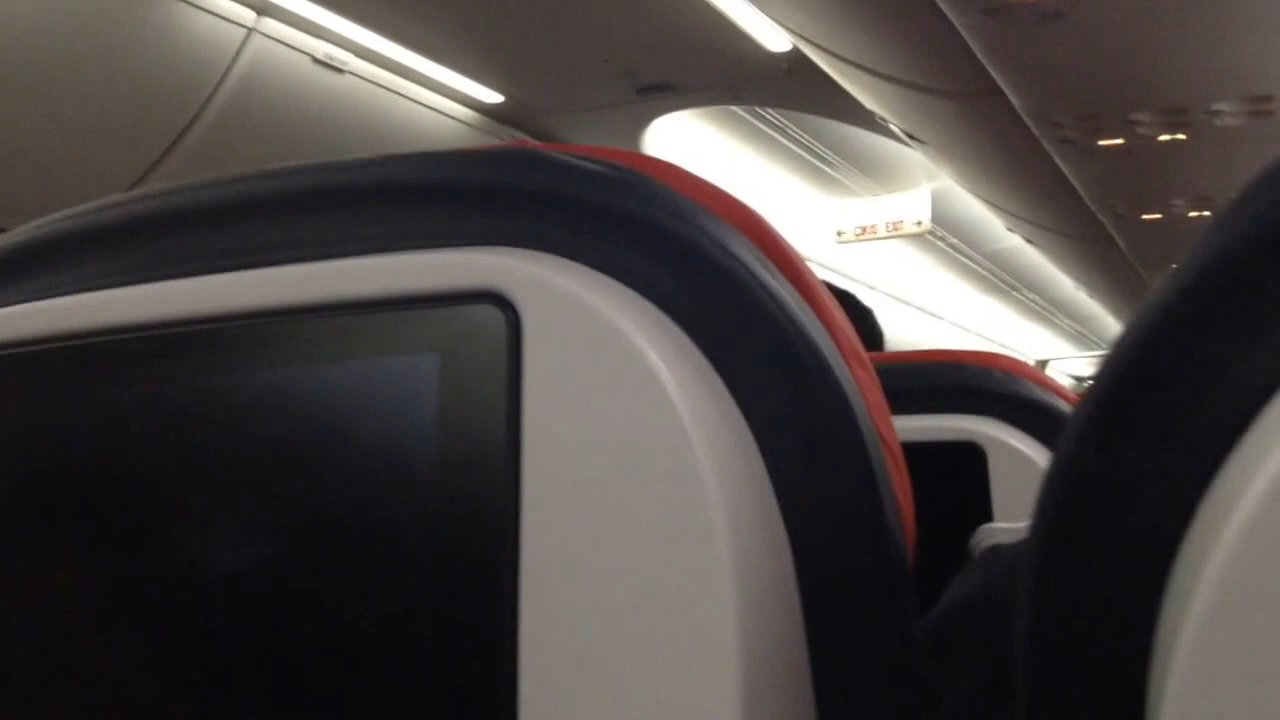 ← ÇIKIŞ EXIT →